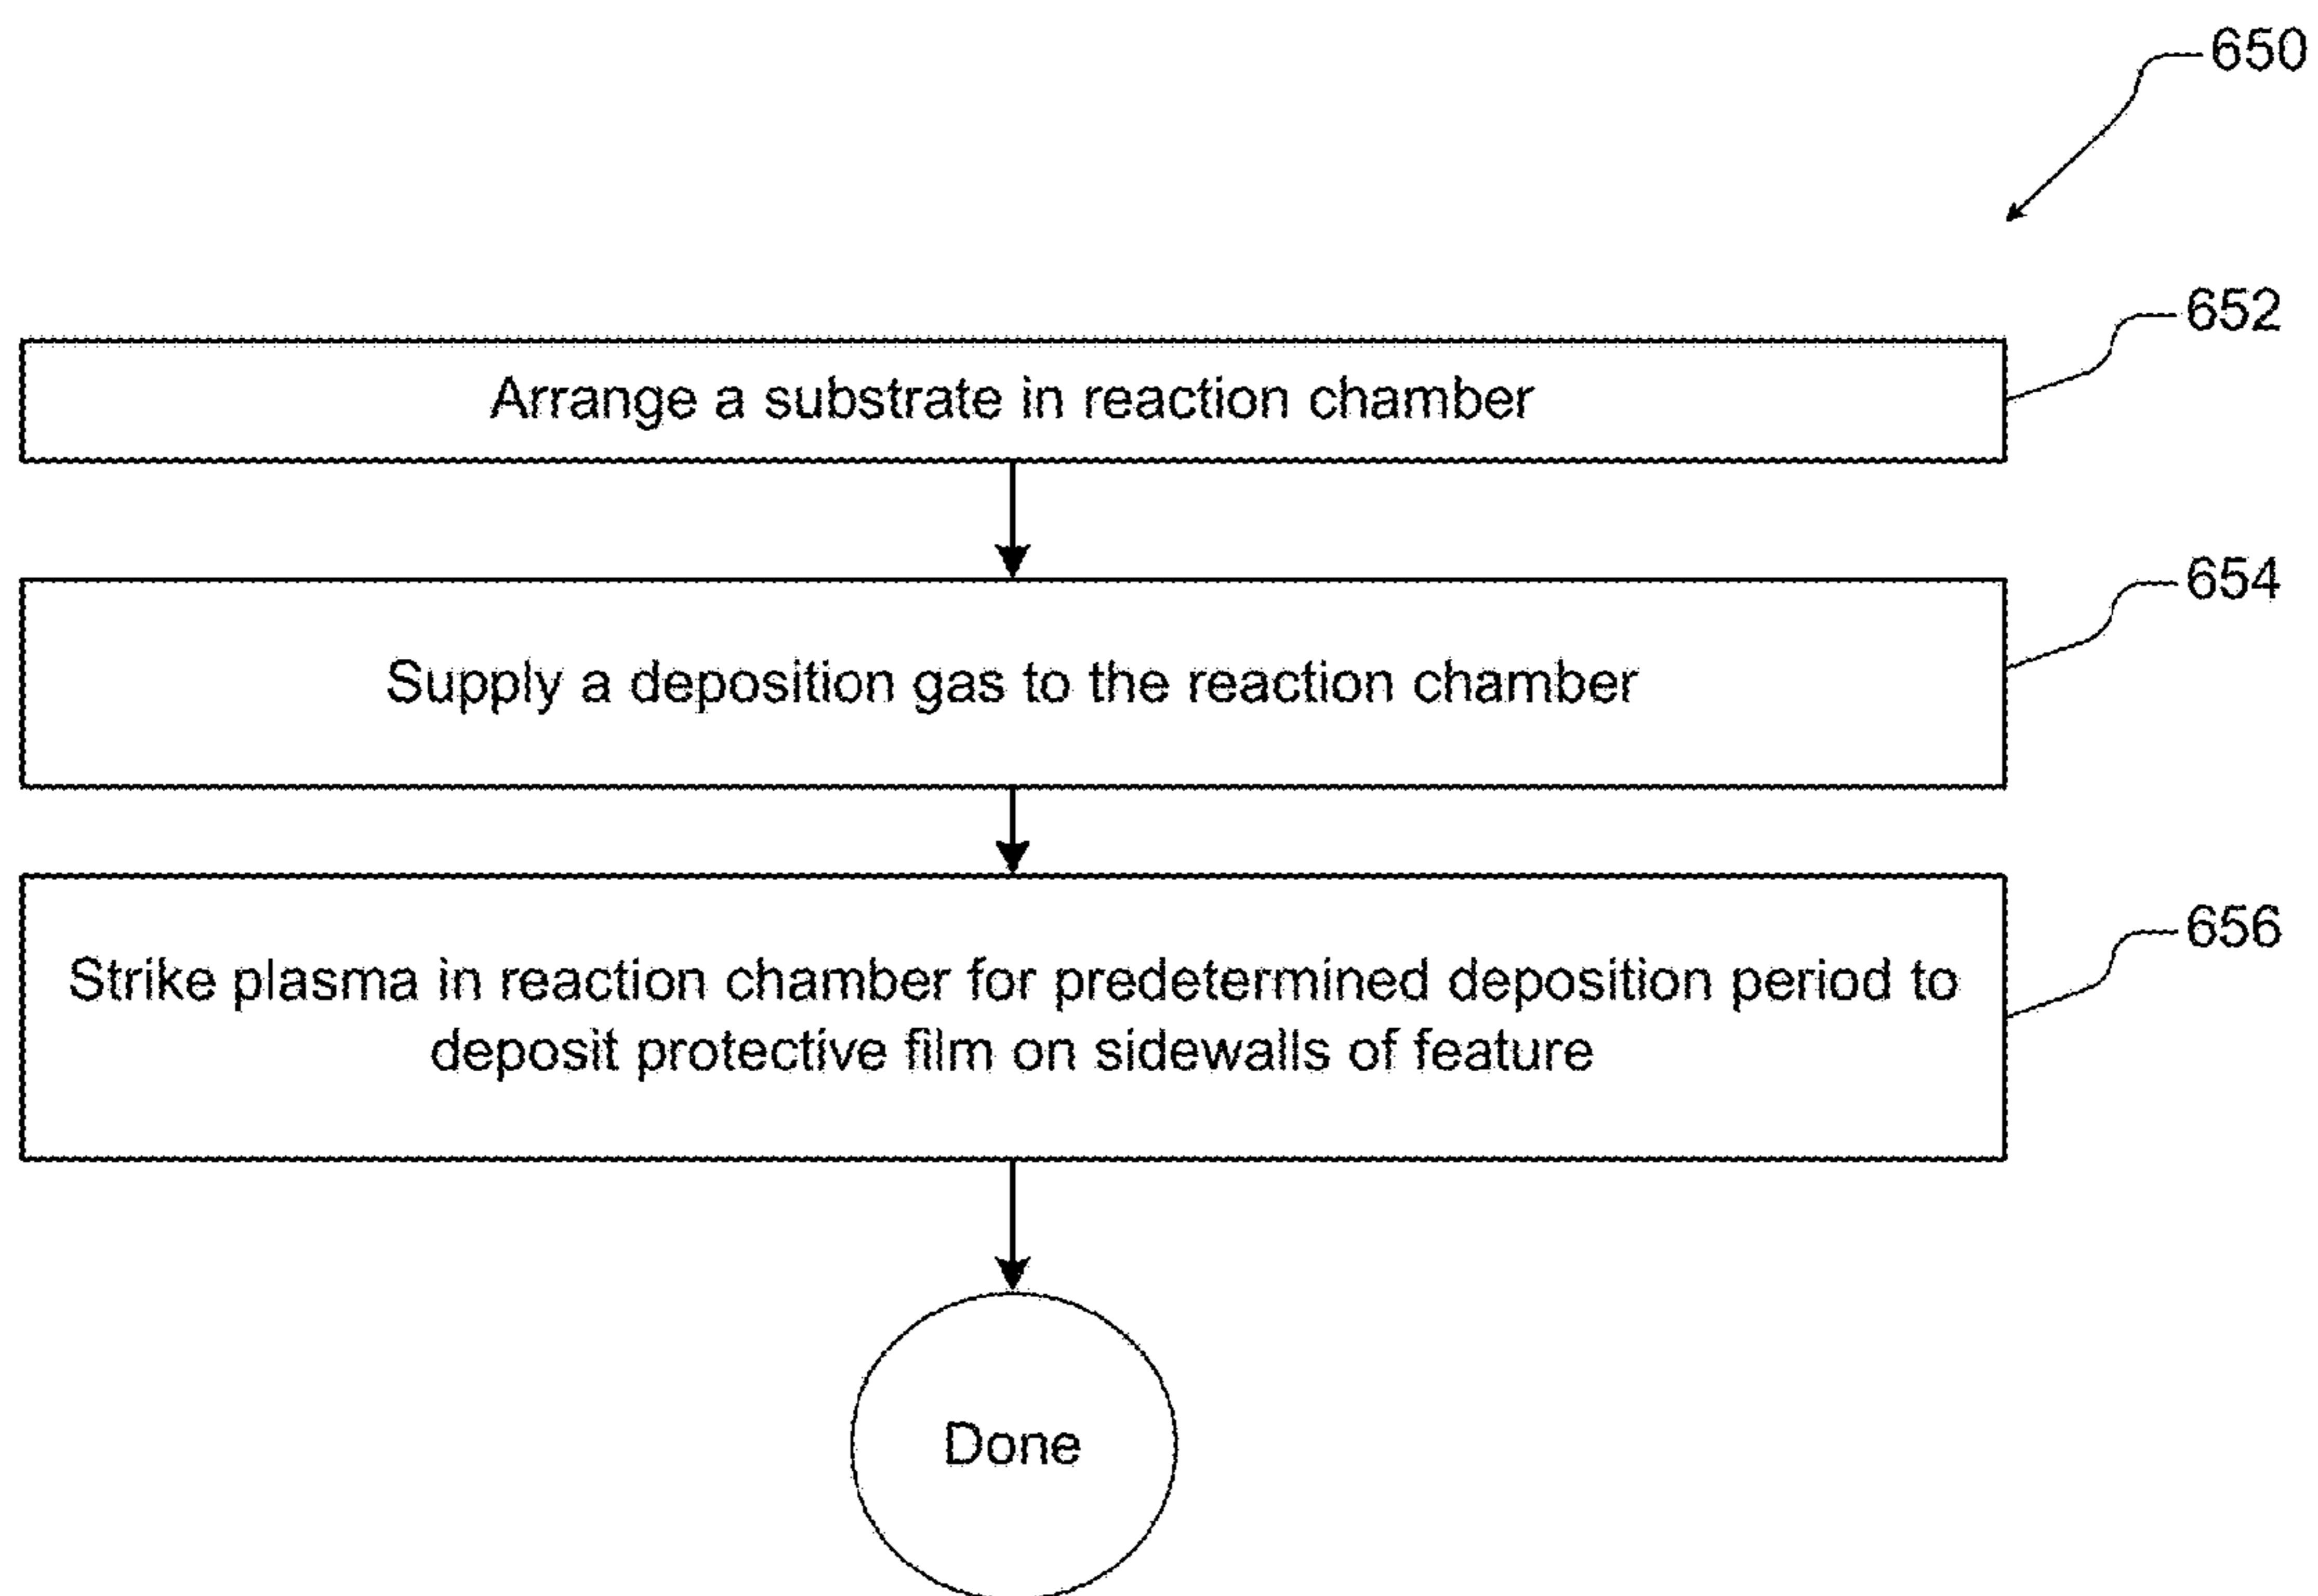 650
652
Arrange a substrate in reaction chamber
654
Supply a deposition gas to the reaction chamber
656
Strike plasma in reaction chamber for predetermined deposition period to
deposit protective film on sidewalls of feature
Done